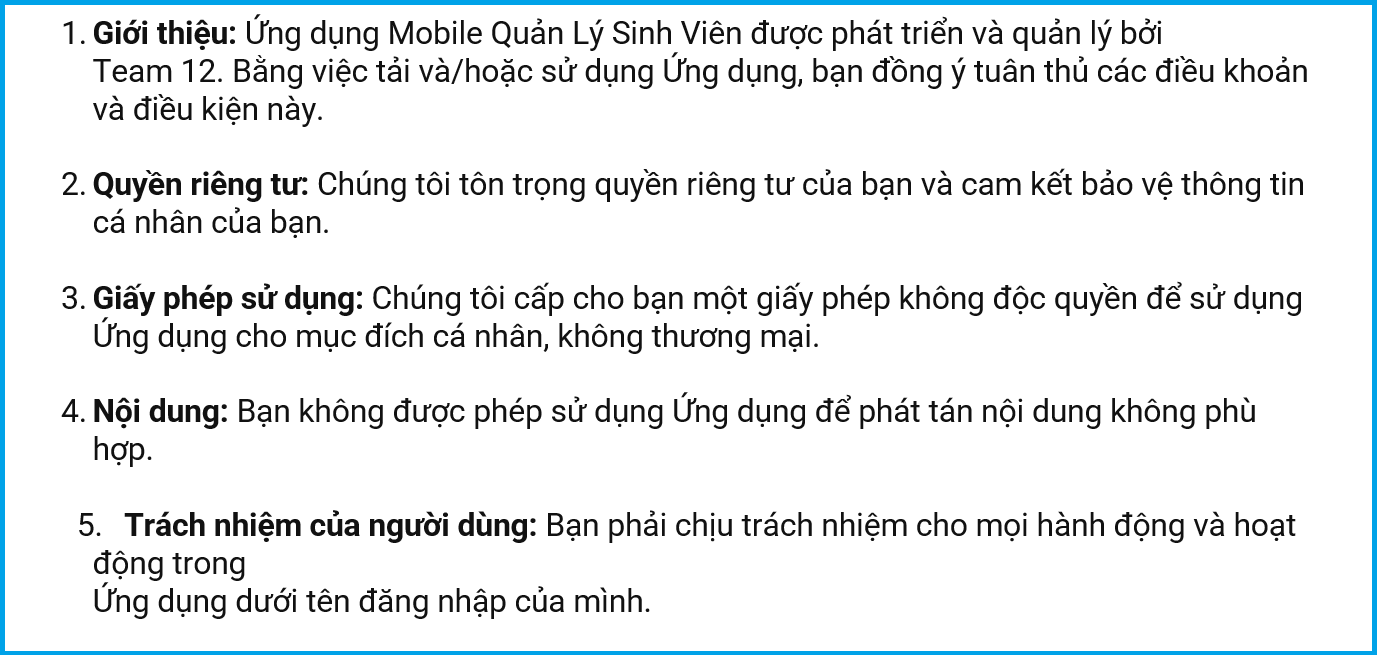 1. Giới thiệu: Ứng dụng Mobile Quản Lý Sinh Viên được phát triển và quản lý bởi
Team 12. Bằng việc tải và/hoặc sử dụng Ứng dụng, bạn đồng ý tuân thủ các điều khoản
và điều kiện này.
2. Quyền riêng tư: Chúng tôi tôn trọng quyền riêng tư của bạn và cam kết bảo vệ thông tin
cá nhân của bạn.
3. Giấy phép sử dụng: Chúng tôi cấp cho bạn một giấy phép không độc quyền để sử dụng
Ứng dụng cho mục đích cá nhân, không thương mại.
4. Nội dung: Bạn không được phép sử dụng Ứng dụng để phát tán nội dung không phù
hợp.
5. Trách nhiệm của người dùng: Bạn phải chịu trách nhiệm cho mọi hành động và hoạt
động trong
Ứng dụng dưới tên đăng nhập của mình.